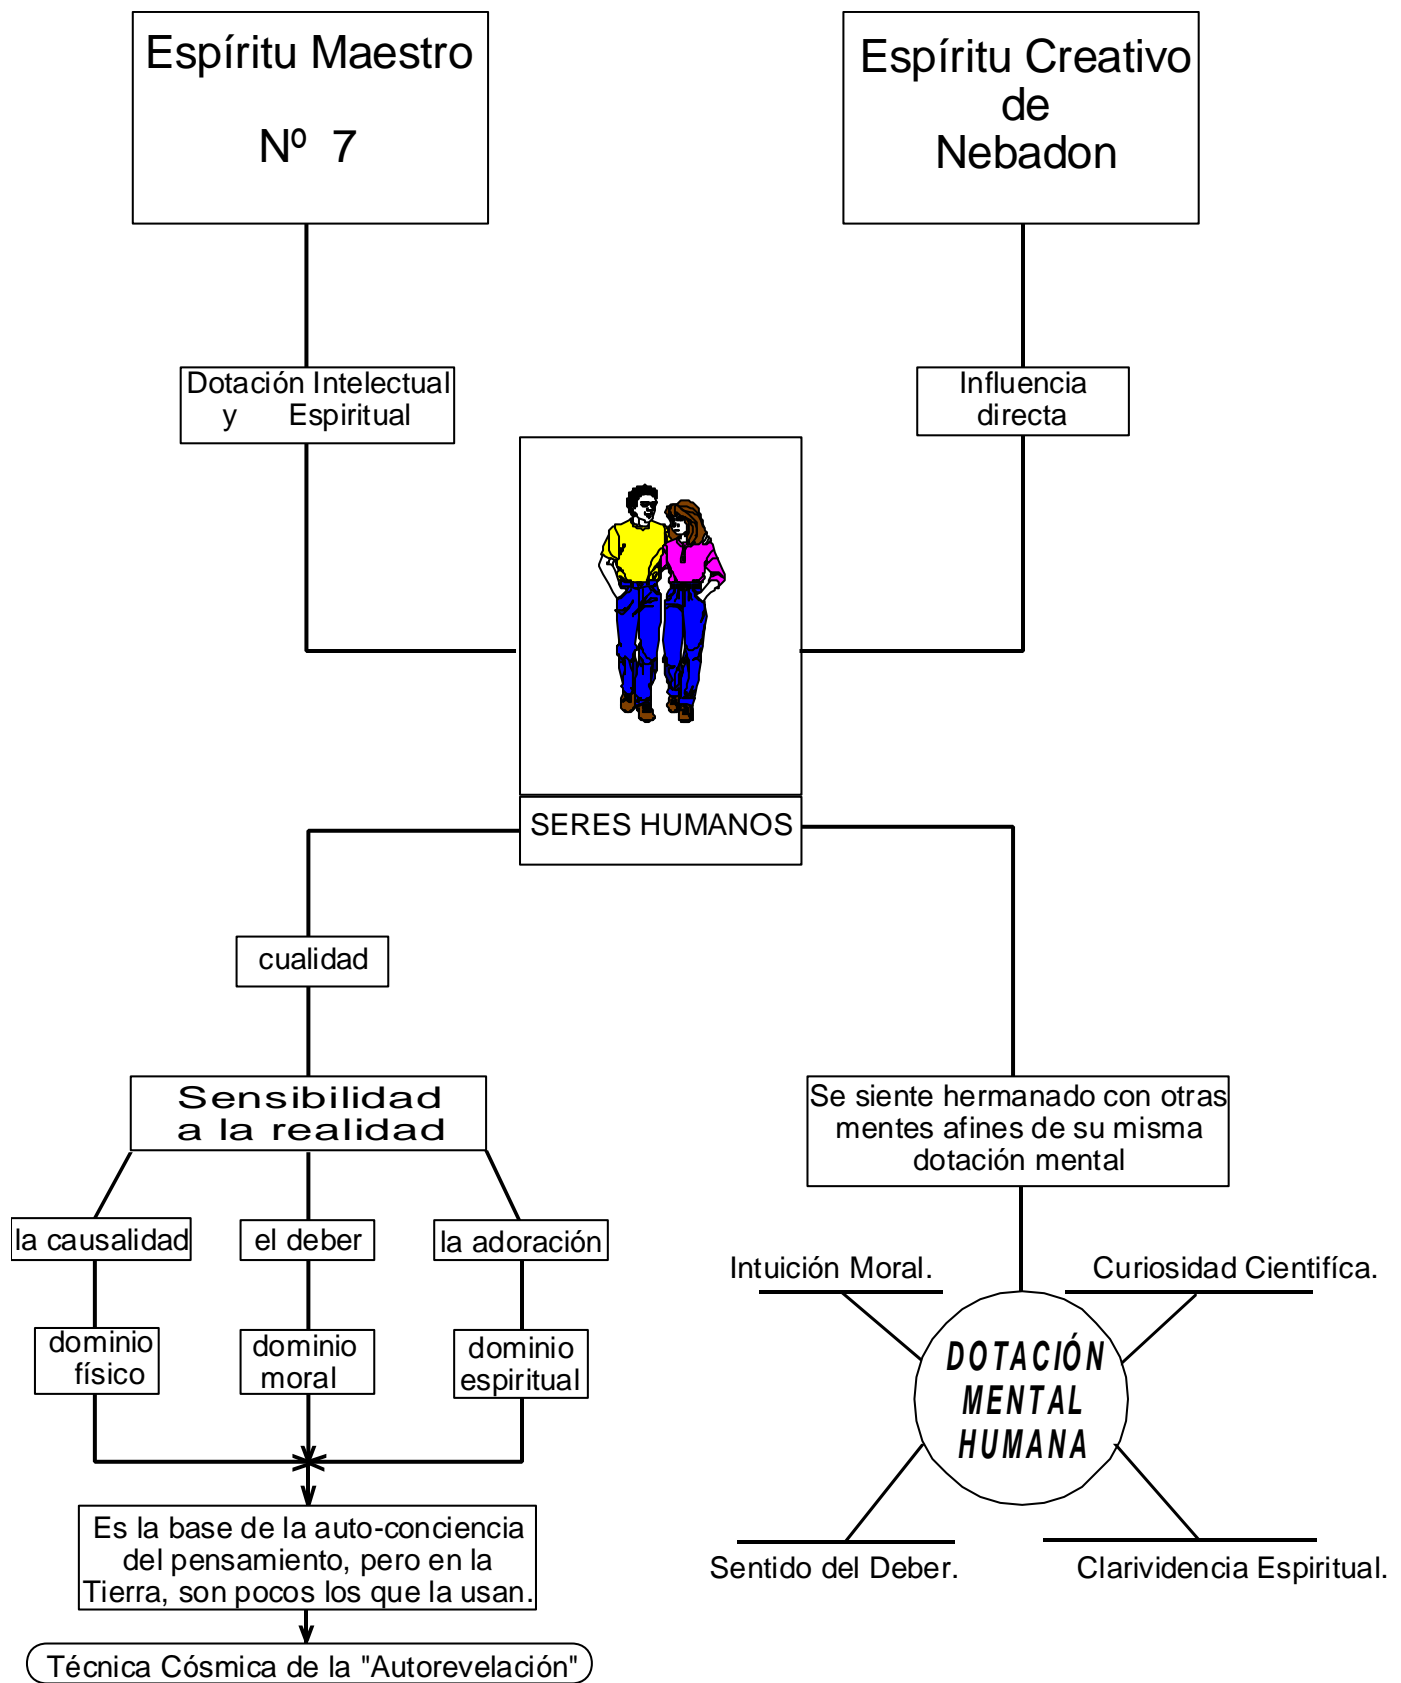 Espíritu Maestro
Nº 7
Espíritu Creativo
de
Nebadon
Dotación Intelectual
y Espiritual
Influencia
directa
SERES HUMANOS
cualidad
Sensibilidad
a la realidad
Se siente hermanado con otras
mentes afines de su misma
dotación mental
la causalidad
el deber
la adoración
dominio
físico
dominio
moral
dominio
espiritual
Intuición Moral.
Curiosidad Cientifíca.
DOTACIÓN
MENTAL
HUMANA
Sentido del Deber.
Clarividencia Espiritual.
Es la base de la auto-conciencia
del pensamiento, pero en la
Tierra, son pocos los que la usan.
Técnica Cósmica de la "Autorevelación"